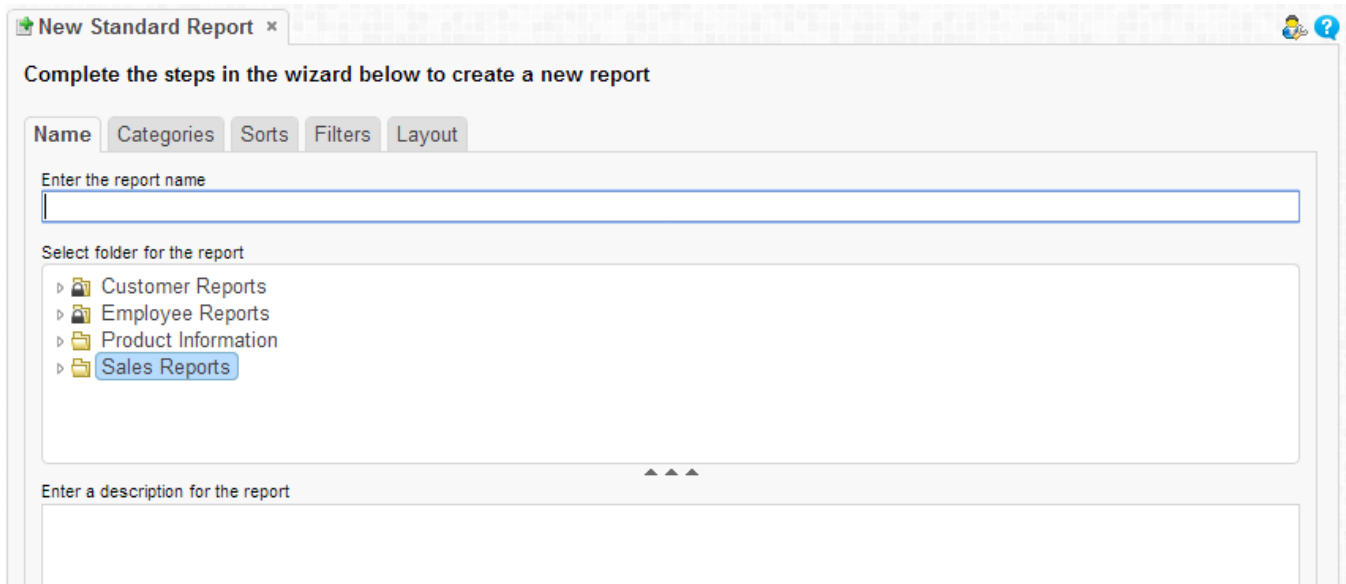 New Standard Report ×
Complete the steps in the wizard below to create a new report
Name Categories Sorts Filters Layout
Enter the report name
Select folder for the report
Customer Reports
Employee Reports
Product Information
Sales Reports
Enter a description for the report